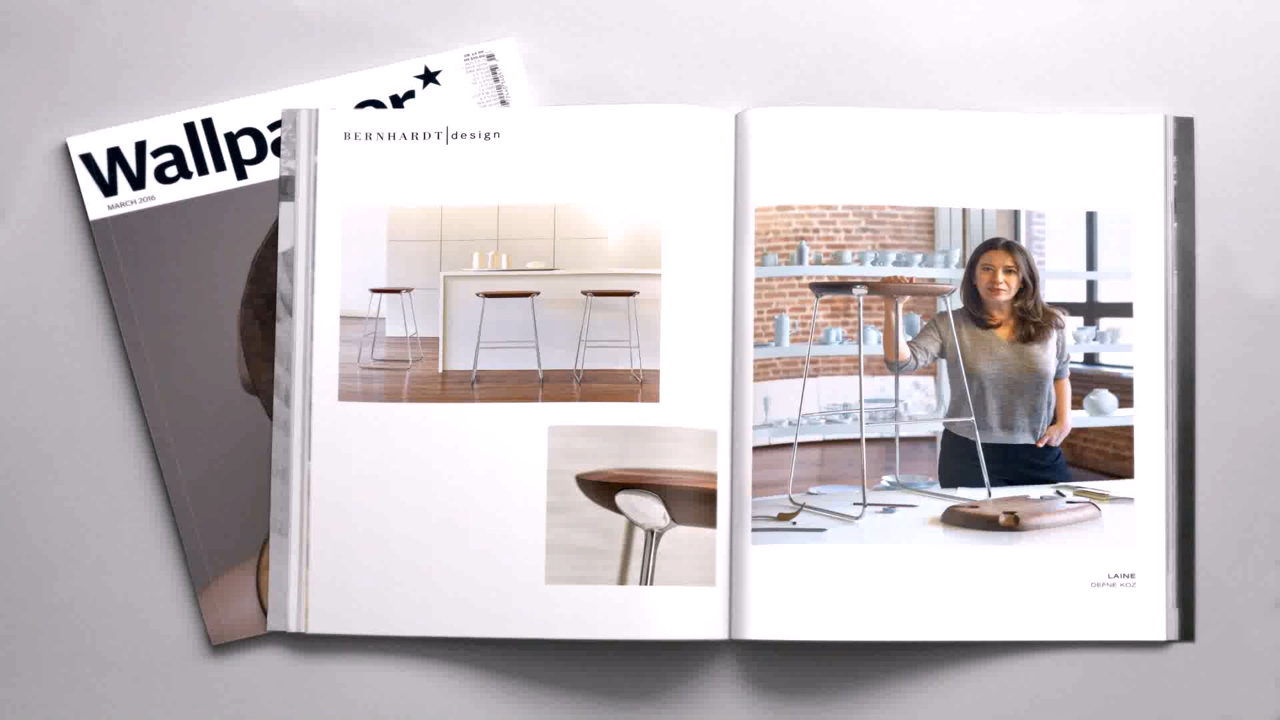 Wallpaper*
MARCH 2016
BERNHARDT|design
LAINE
DEFNE KOZ